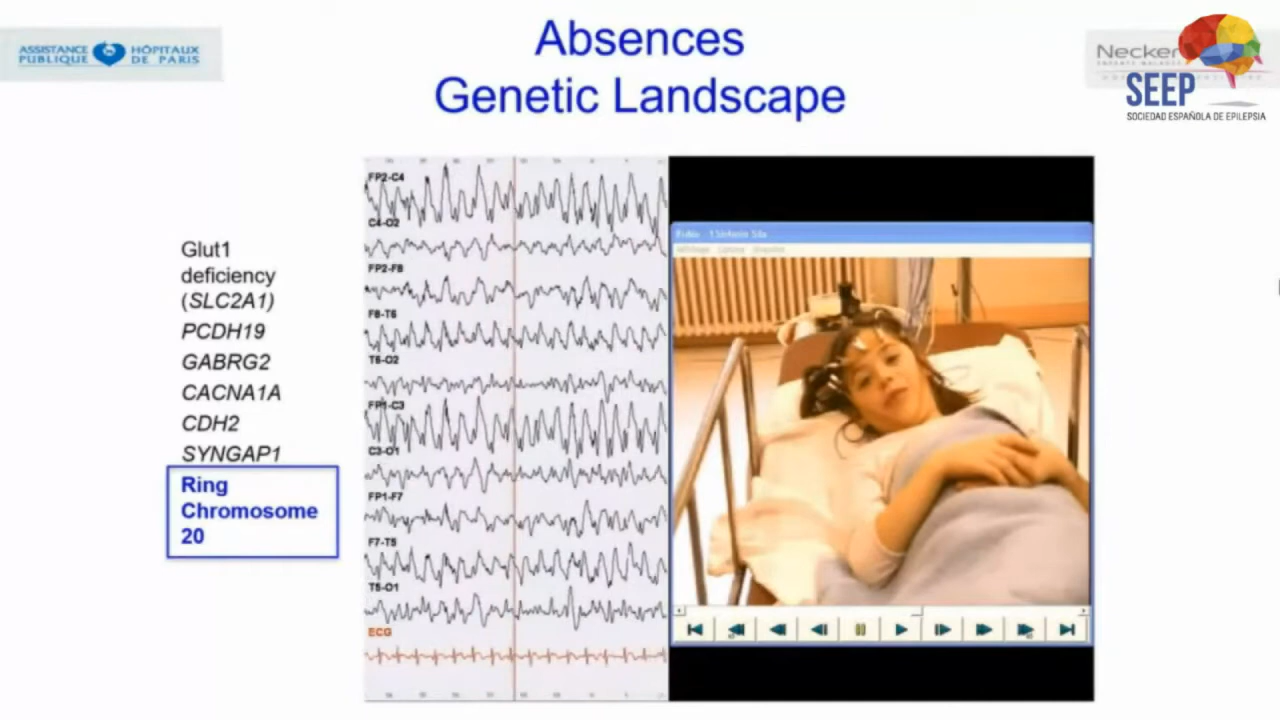 ASSISTANCE HÔPITAUX
PUBLIQUE DE PARIS
Absences
Genetic Landscape
Necker
SEEP
SOCIEDAD ESPAÑOLA DE EPILEPSIA
Glut1
deficiency
(SLC2A1)
PCDH19
GABRG2
CACNA1A
CDH2
SYNGAP1
Ring
Chromosome
20
FP2-C4
C4-O2
FP2-F8
F8-T6
T6-O2
FP1-C3
C3-O1
FP1-F7
F7-T5
T5-O1
ECG